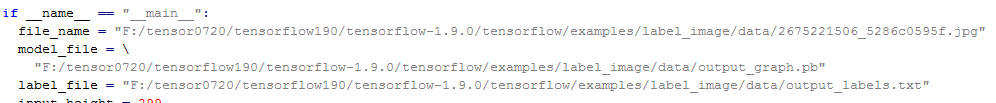 if __name__ == "__main__":
  file_name = "F:/tensor0720/tensorflow190/tensorflow-1.9.0/tensorflow/examples/label_image/data/2675221506_5286c0595f.jpg"
  model_file = \
    "F:/tensor0720/tensorflow190/tensorflow-1.9.0/tensorflow/examples/label_image/data/output_graph.pb"
  label_file = "F:/tensor0720/tensorflow190/tensorflow-1.9.0/tensorflow/examples/label_image/data/output_labels.txt"
  input_height = 299